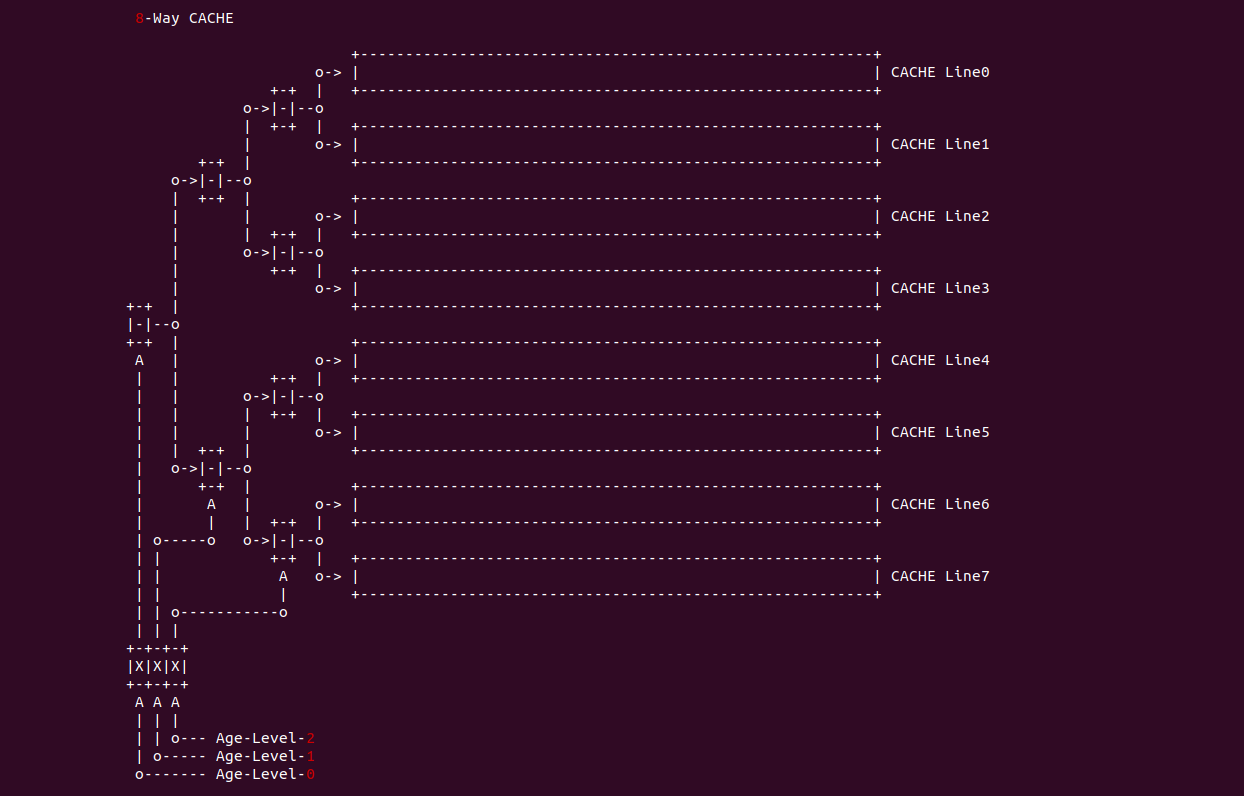 8-Way CACHE

                        +---------------------------------------------------------+
                    o-> |                                                         | CACHE Line0
               +-+  |   +---------------------------------------------------------+
            o->|-|--o
            |  +-+  |   +---------------------------------------------------------+
            |       o-> |                                                         | CACHE Line1
       +-+  |           +---------------------------------------------------------+
    o->|-|--o
    |  +-+  |           +---------------------------------------------------------+
    |       |       o-> |                                                         | CACHE Line2
    |       |  +-+  |   +---------------------------------------------------------+
    |       o->|-|--o
    |          +-+  |   +---------------------------------------------------------+
    |               o-> |                                                         | CACHE Line3
+-+  |                   +---------------------------------------------------------+
|-|--o
+-+  |                   +---------------------------------------------------------+
 A   |               o-> |                                                         | CACHE Line4
 |   |          +-+  |   +---------------------------------------------------------+
 |   |       o->|-|--o
 |   |       |  +-+  |   +---------------------------------------------------------+
 |   |       |       o-> |                                                         | CACHE Line5
 |   |  +-+  |           +---------------------------------------------------------+
 |   o->|-|--o
 |      +-+  |           +---------------------------------------------------------+
 |       A   |       o-> |                                                         | CACHE Line6
 |       |   |  +-+  |   +---------------------------------------------------------+
 | o-----o   o->|-|--o
 | |            +-+  |   +---------------------------------------------------------+
 | |             A   o-> |                                                         | CACHE Line7
 | |             |       +---------------------------------------------------------+
 | | o-----------o
 | | |
+-+-+-+
|X|X|X|
+-+-+-+
 A A A
 | | |
 | | o--- Age-Level-2
 | o----- Age-Level-1
 o------- Age-Level-0